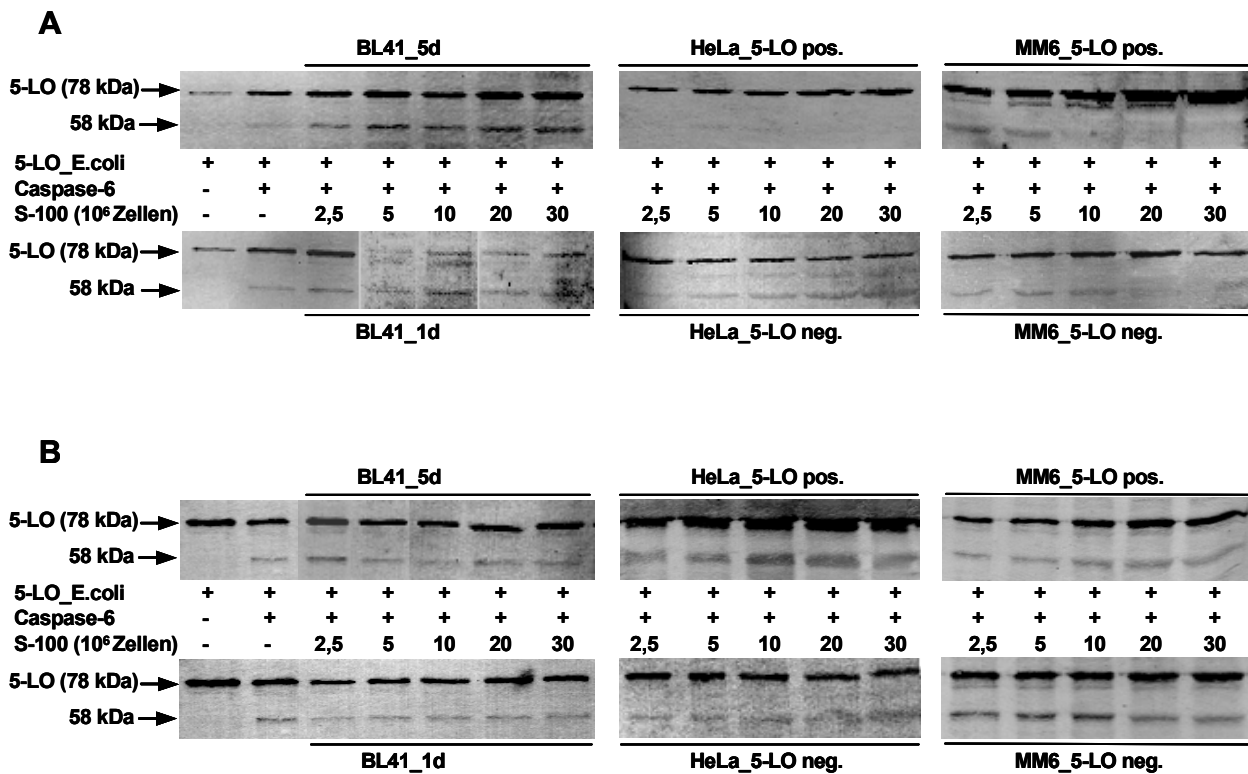 A
BL41_5d HeLa_5-LO pos. MM6_5-LO pos.
5-LO (78 kDa)
58 kDa
5-LO_E.coli + + + + + + + + + + + + + + + + +
Caspase-6 - + + + + + + + + + + + + + + + +
S-100 (10⁶ Zellen) - - 2,5 5 10 20 30 2,5 5 10 20 30 2,5 5 10 20 30
5-LO (78 kDa)
58 kDa
BL41_1d HeLa_5-LO neg. MM6_5-LO neg.
B
BL41_5d HeLa_5-LO pos. MM6_5-LO pos.
5-LO (78 kDa)
58 kDa
5-LO_E.coli + + + + + + + + + + + + + + + + +
Caspase-6 - + + + + + + + + + + + + + + + +
S-100 (10⁶ Zellen) - - 2,5 5 10 20 30 2,5 5 10 20 30 2,5 5 10 20 30
5-LO (78 kDa)
58 kDa
BL41_1d HeLa_5-LO neg. MM6_5-LO neg.